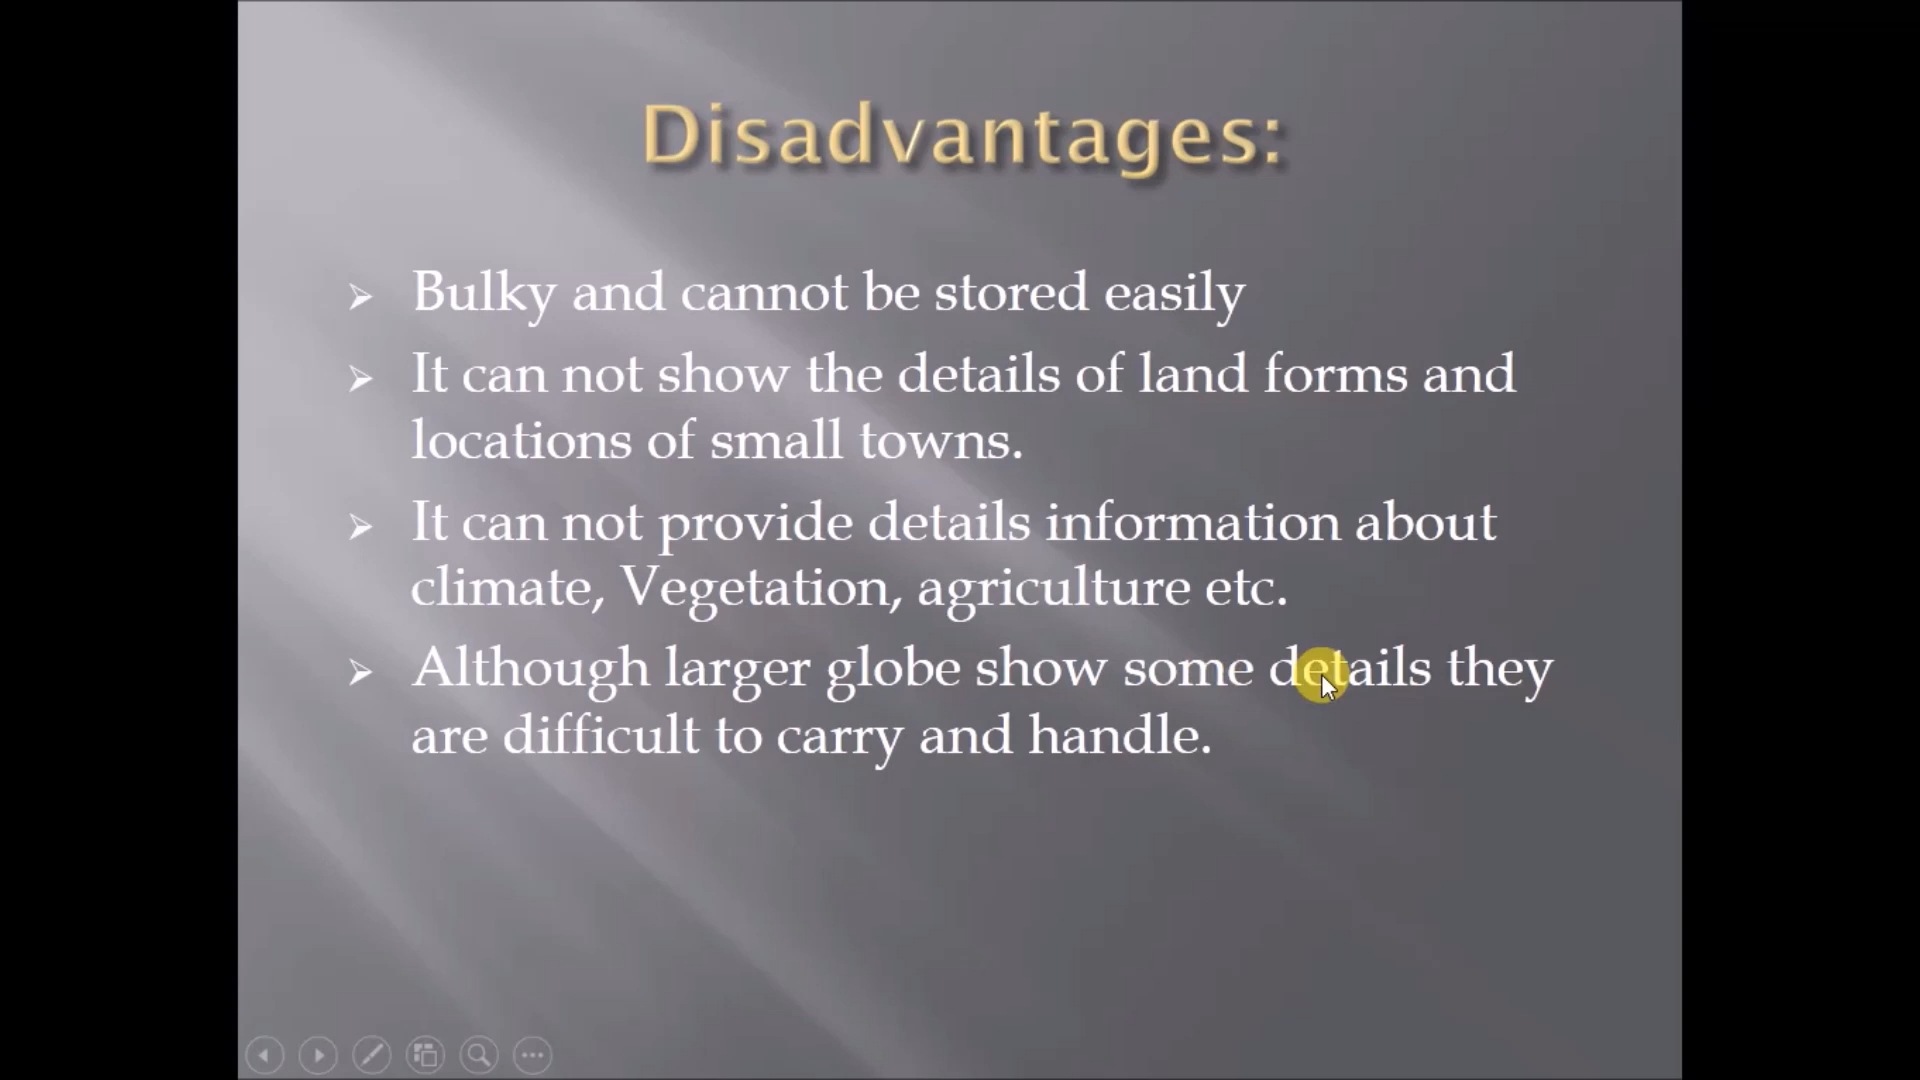 Disadvantages:
Bulky and cannot be stored easily
It can not show the details of land forms and
locations of small towns.
It can not provide details information about
climate, Vegetation, agriculture etc.
Although larger globe show some details they
are difficult to carry and handle.